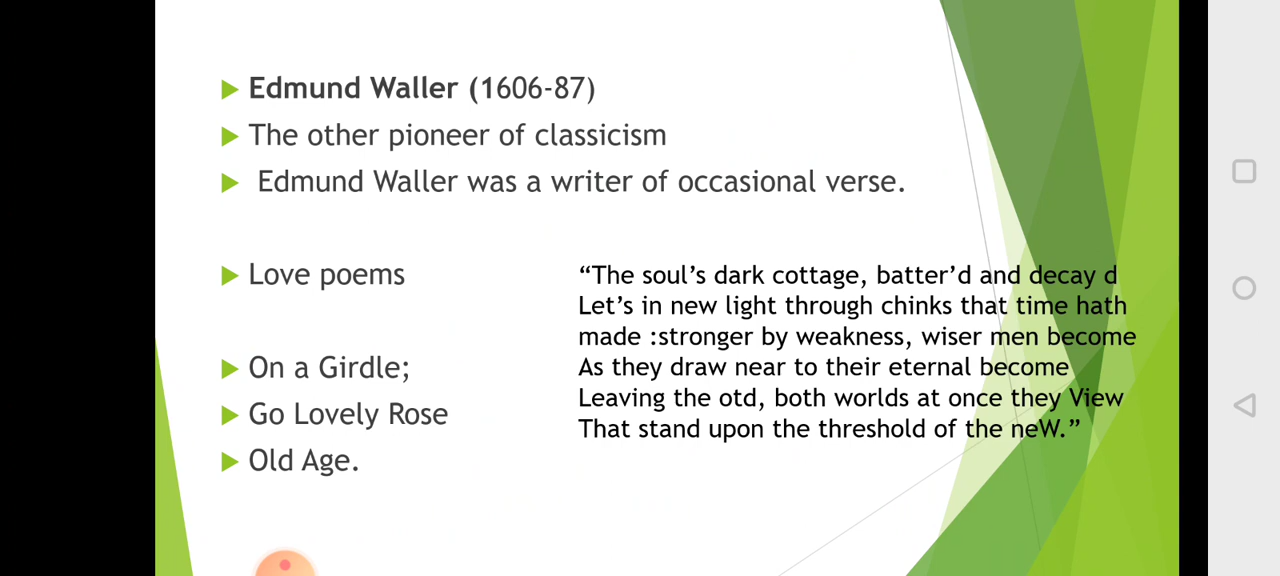 Edmund Waller (1606-87)
The other pioneer of classicism
Edmund Waller was a writer of occasional verse.
Love poems
On a Girdle;
Go Lovely Rose
Old Age.
“The soul’s dark cottage, batter’d and decay d
Let’s in new light through chinks that time hath
made :stronger by weakness, wiser men become
As they draw near to their eternal become
Leaving the otd, both worlds at once they View
That stand upon the threshold of the neW.”